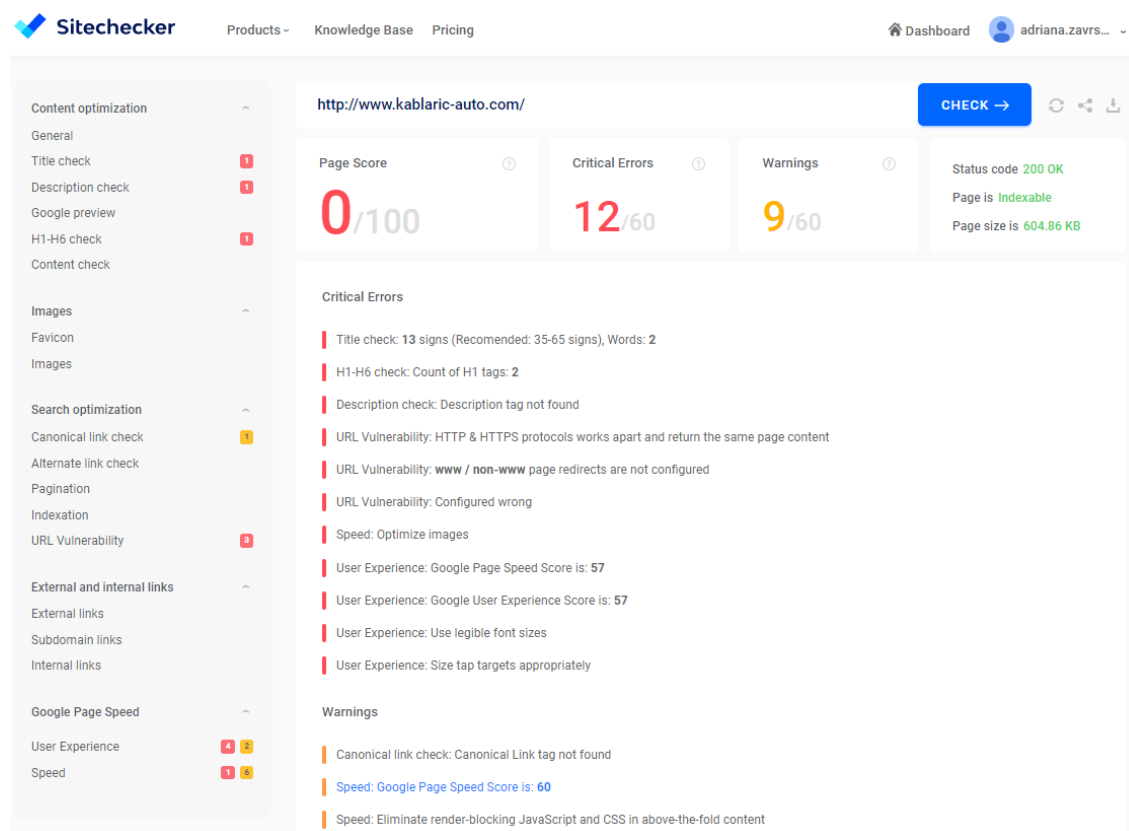 Sitechecker
Products
Knowledge Base
Pricing
Dashboard
adriana.zavrs...
Content optimization
General
Title check 1
Description check 1
Google preview
H1-H6 check 1
Content check
Images
Favicon
Images
Search optimization
Canonical link check 1
Alternate link check
Pagination
Indexation
URL Vulnerability 3
External and internal links
External links
Subdomain links
Internal links
Google Page Speed
User Experience 4 2
Speed 1 6
http://www.kablaric-auto.com/
CHECK →
Page Score ?
0/100
Critical Errors ?
12/60
Warnings ?
9/60
Status code 200 OK
Page is Indexable
Page size is 604.86 KB
Critical Errors
Title check: 13 signs (Recomended: 35-65 signs), Words: 2
H1-H6 check: Count of H1 tags: 2
Description check: Description tag not found
URL Vulnerability: HTTP & HTTPS protocols works apart and return the same page content
URL Vulnerability: www / non-www page redirects are not configured
URL Vulnerability: Configured wrong
Speed: Optimize images
User Experience: Google Page Speed Score is: 57
User Experience: Google User Experience Score is: 57
User Experience: Use legible font sizes
User Experience: Size tap targets appropriately
Warnings
Canonical link check: Canonical Link tag not found
Speed: Google Page Speed Score is: 60
Speed: Eliminate render-blocking JavaScript and CSS in above-the-fold content